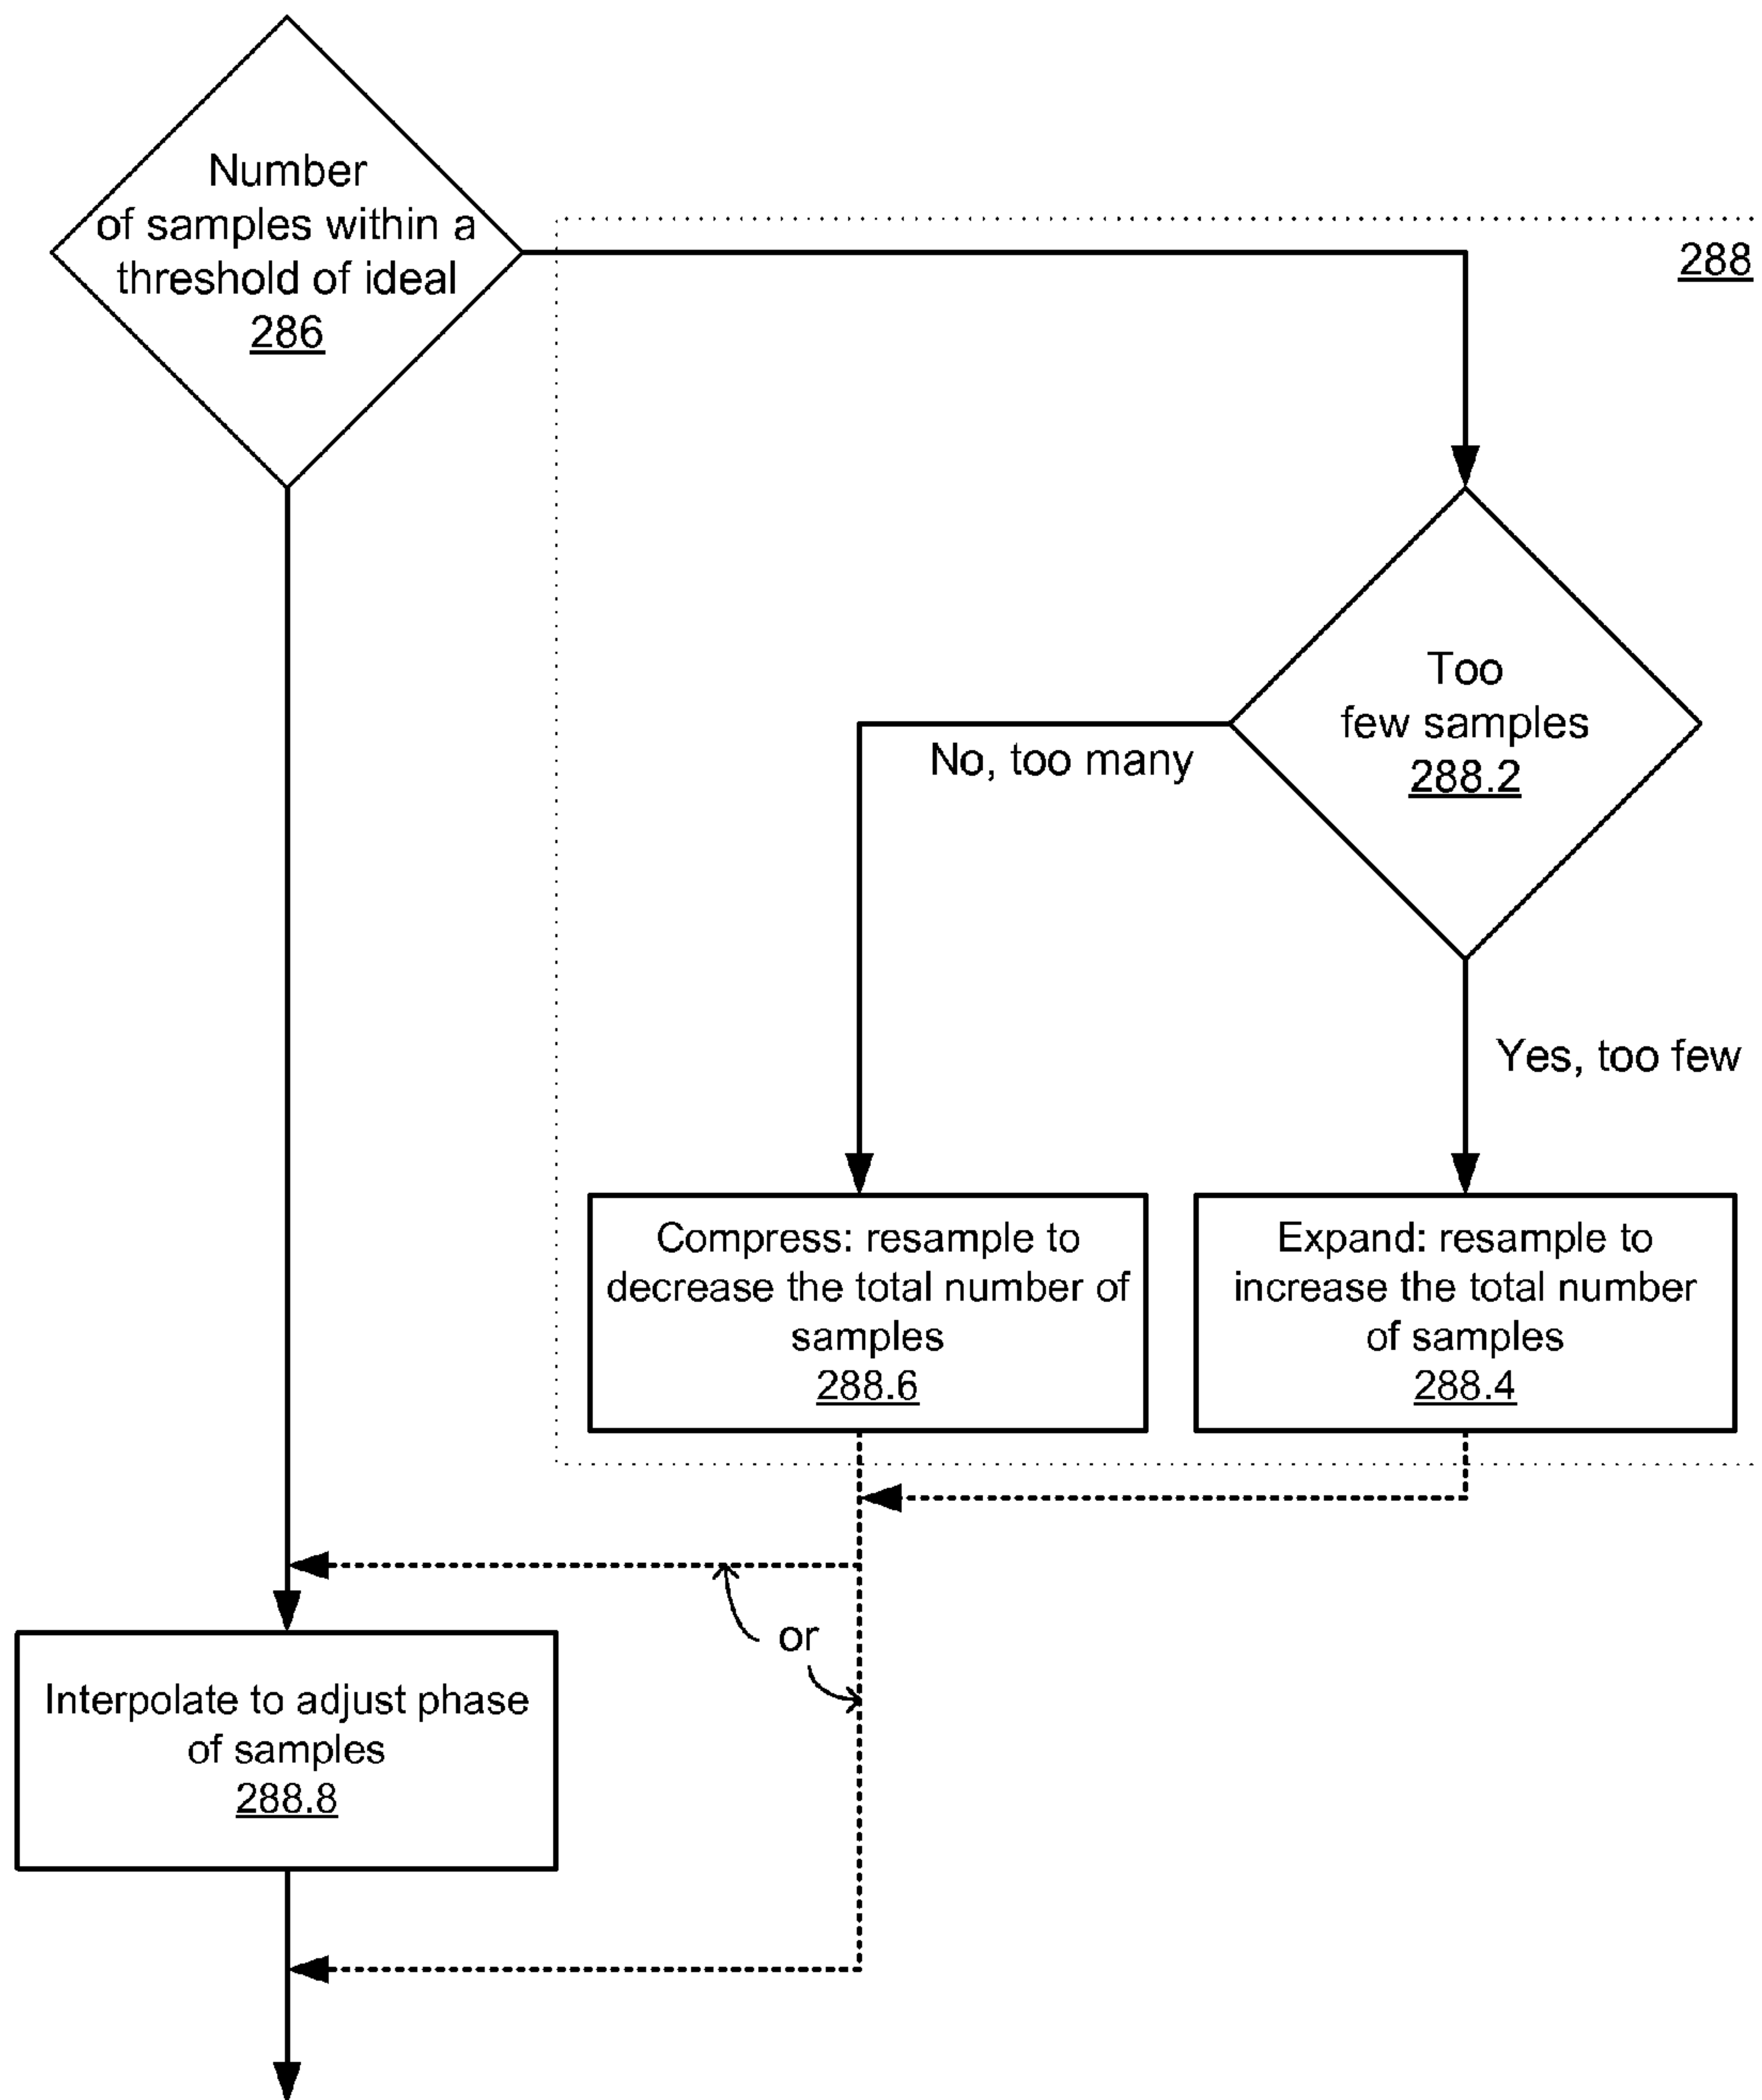 Number
of samples within a
threshold of ideal
286
288
Too
few samples
288.2
No, too many
Yes, too few
Compress: resample to
decrease the total number of
samples
288.6
Expand: resample to
increase the total number
of samples
288.4
or
Interpolate to adjust phase
of samples
288.8